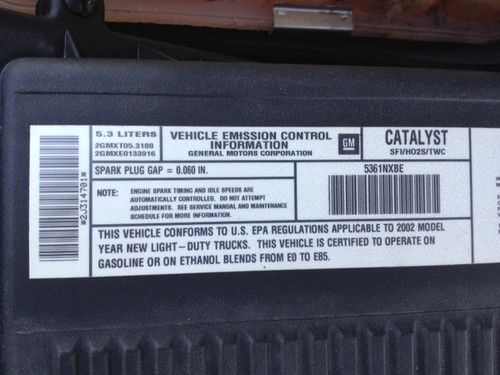 5.3 LITERS
2GMXT05.3188
2GMXE0133916
VEHICLE EMISSION CONTROL
INFORMATION
GENERAL MOTORS CORPORATION
GM
CATALYST
SFI/HO2S/TWC
SPARK PLUG GAP = 0.060 IN.
5361NXBE
NOTE:
ENGINE SPARK TIMING AND IDLE SPEEDS ARE
AUTOMATICALLY CONTROLLED. DO NOT ATTEMPT
ADJUSTMENTS. SEE SERVICE MANUAL AND MAINTENANCE
SCHEDULE FOR MORE INFORMATION.
THIS VEHICLE CONFORMS TO U.S. EPA REGULATIONS APPLICABLE TO 2002 MODEL
YEAR NEW LIGHT-DUTY TRUCKS. THIS VEHICLE IS CERTIFIED TO OPERATE ON
GASOLINE OR ON ETHANOL BLENDS FROM E0 TO E85.
*2J314701*